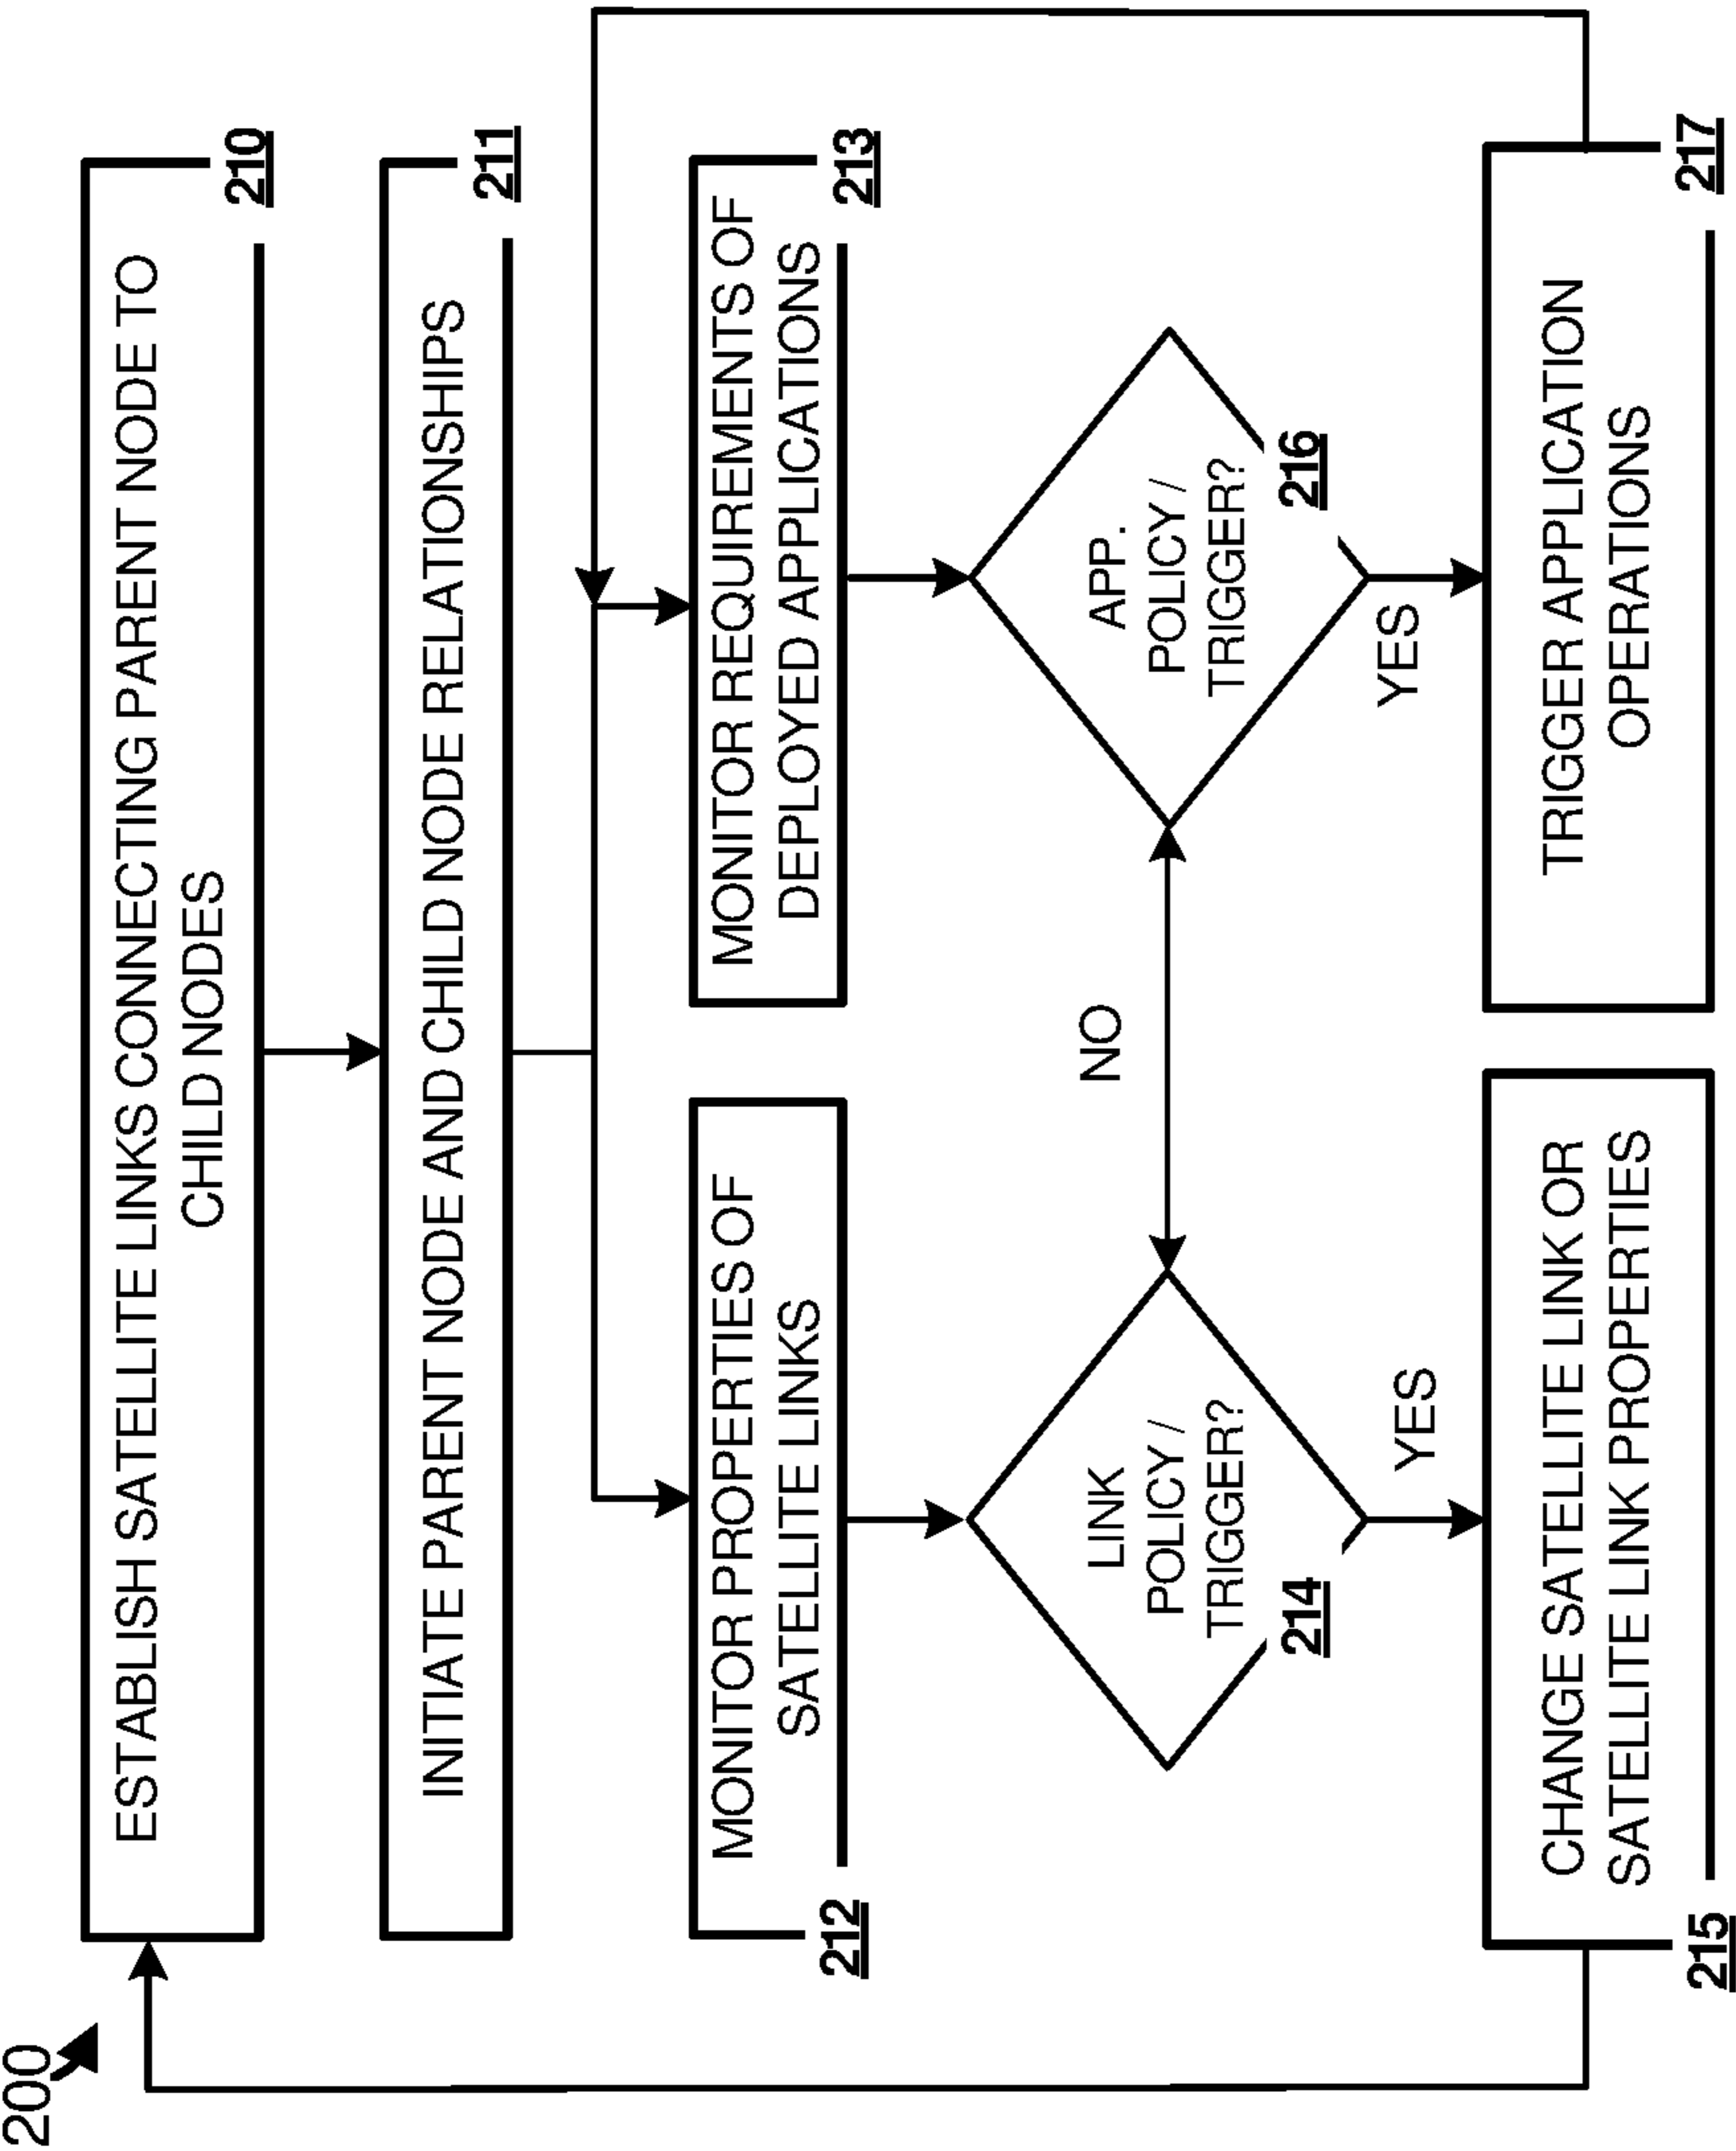 200
ESTABLISH SATELLITE LINKS CONNECTING PARENT NODE TO
CHILD NODES
210
INITIATE PARENT NODE AND CHILD NODE RELATIONSHIPS
211
MONITOR PROPERTIES OF
SATELLITE LINKS
212
MONITOR REQUIREMENTS OF
DEPLOYED APPLICATIONS
213
LINK
POLICY /
TRIGGER?
214
NO
APP.
POLICY /
TRIGGER?
216
YES
YES
CHANGE SATELLITE LINK OR
SATELLITE LINK PROPERTIES
215
TRIGGER APPLICATION
OPERATIONS
217